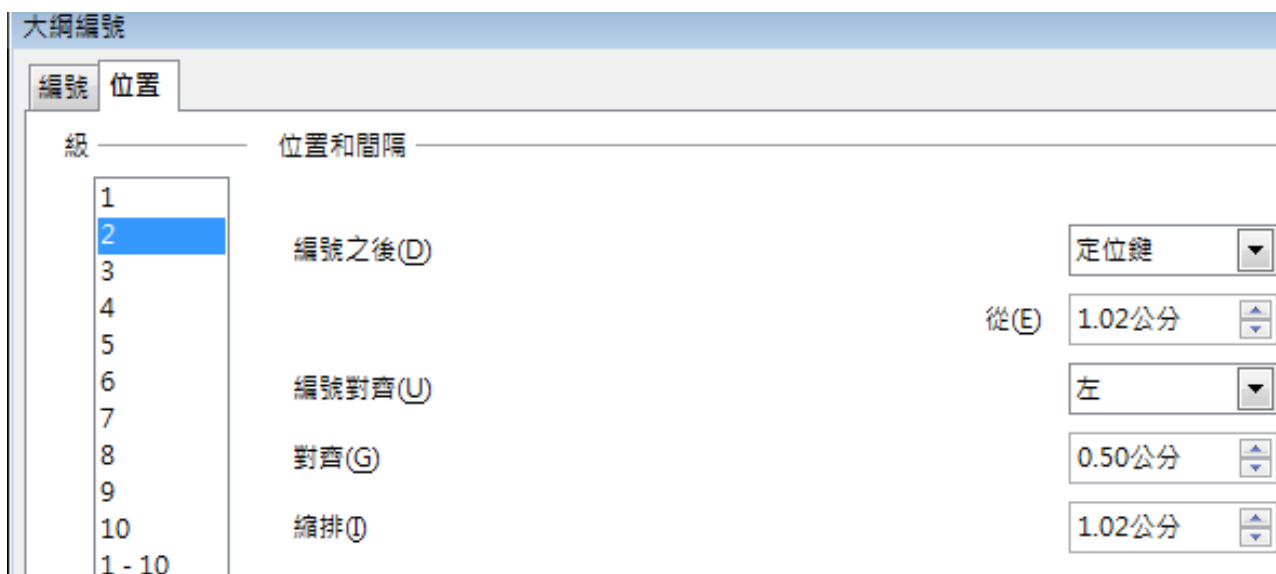 大綱編號
編號 位置
級 位置和間隔
1
2
編號之後(D) 定位鍵
3
4
從(E) 1.02公分
5
6
編號對齊(U) 左
7
8
對齊(G) 0.50公分
9
10
縮排(I) 1.02公分
1 - 10